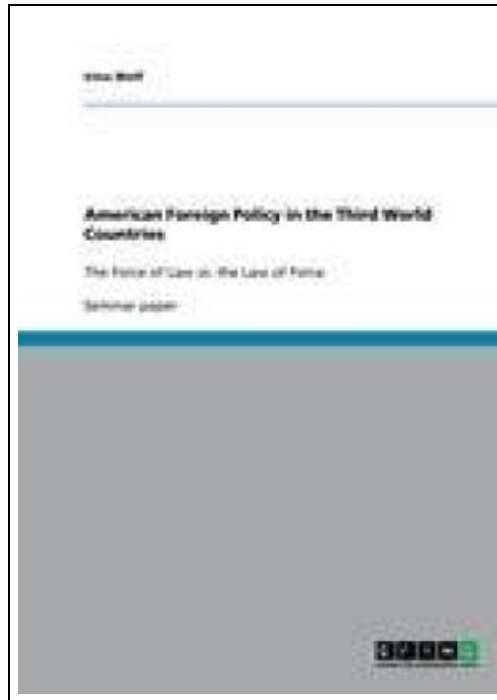 American Foreign Policy in the Third World
Countries
The Force of Law vs. the Law of Force
Seminar paper
GRIN